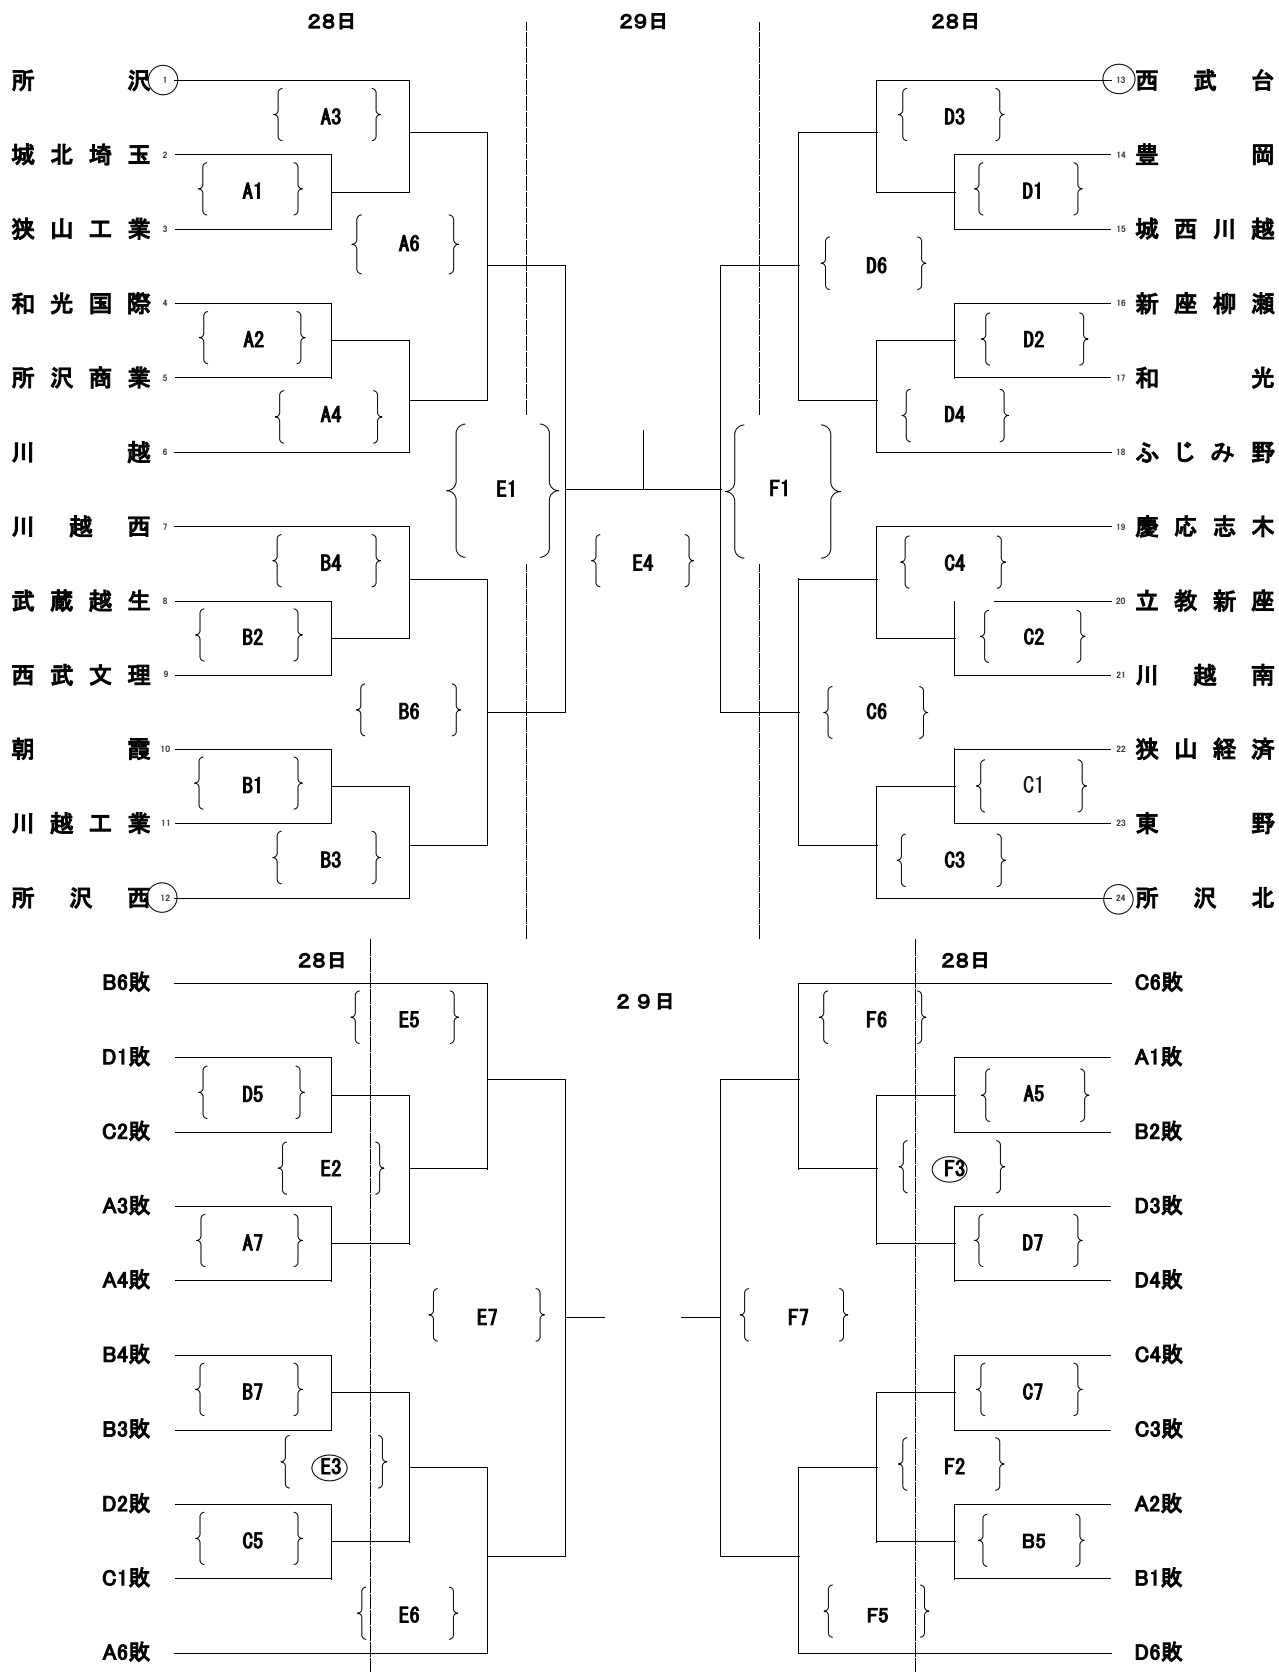 28日 29日 28日
所沢 1
13 西武台
A3
D3
城北埼玉 2
14 豊岡
A1
D1
狭山工業 3
15 城西川越
A6
D6
和光国際 4
16 新座柳瀬
A2
D2
所沢商業 5
17 和光
A4
D4
川越 6
18 ふじみ野
E1
F1
川越西 7
19 慶応志木
B4
E4
C4
武蔵越生 8
20 立教新座
B2
C2
西武文理 9
21 川越南
B6
C6
朝霞 10
22 狭山経済
B1
C1
川越工業 11
23 東野
B3
C3
所沢西 12
24 所沢北
28日 28日
B6敗
C6敗
29日
E5
F6
D1敗
A1敗
D5
A5
C2敗
B2敗
E2
F3
A3敗
D3敗
A7
D7
A4敗
D4敗
E7
F7
B4敗
C4敗
B7
C7
B3敗
C3敗
E3
F2
D2敗
A2敗
C5
B5
C1敗
B1敗
E6
F5
A6敗
D6敗